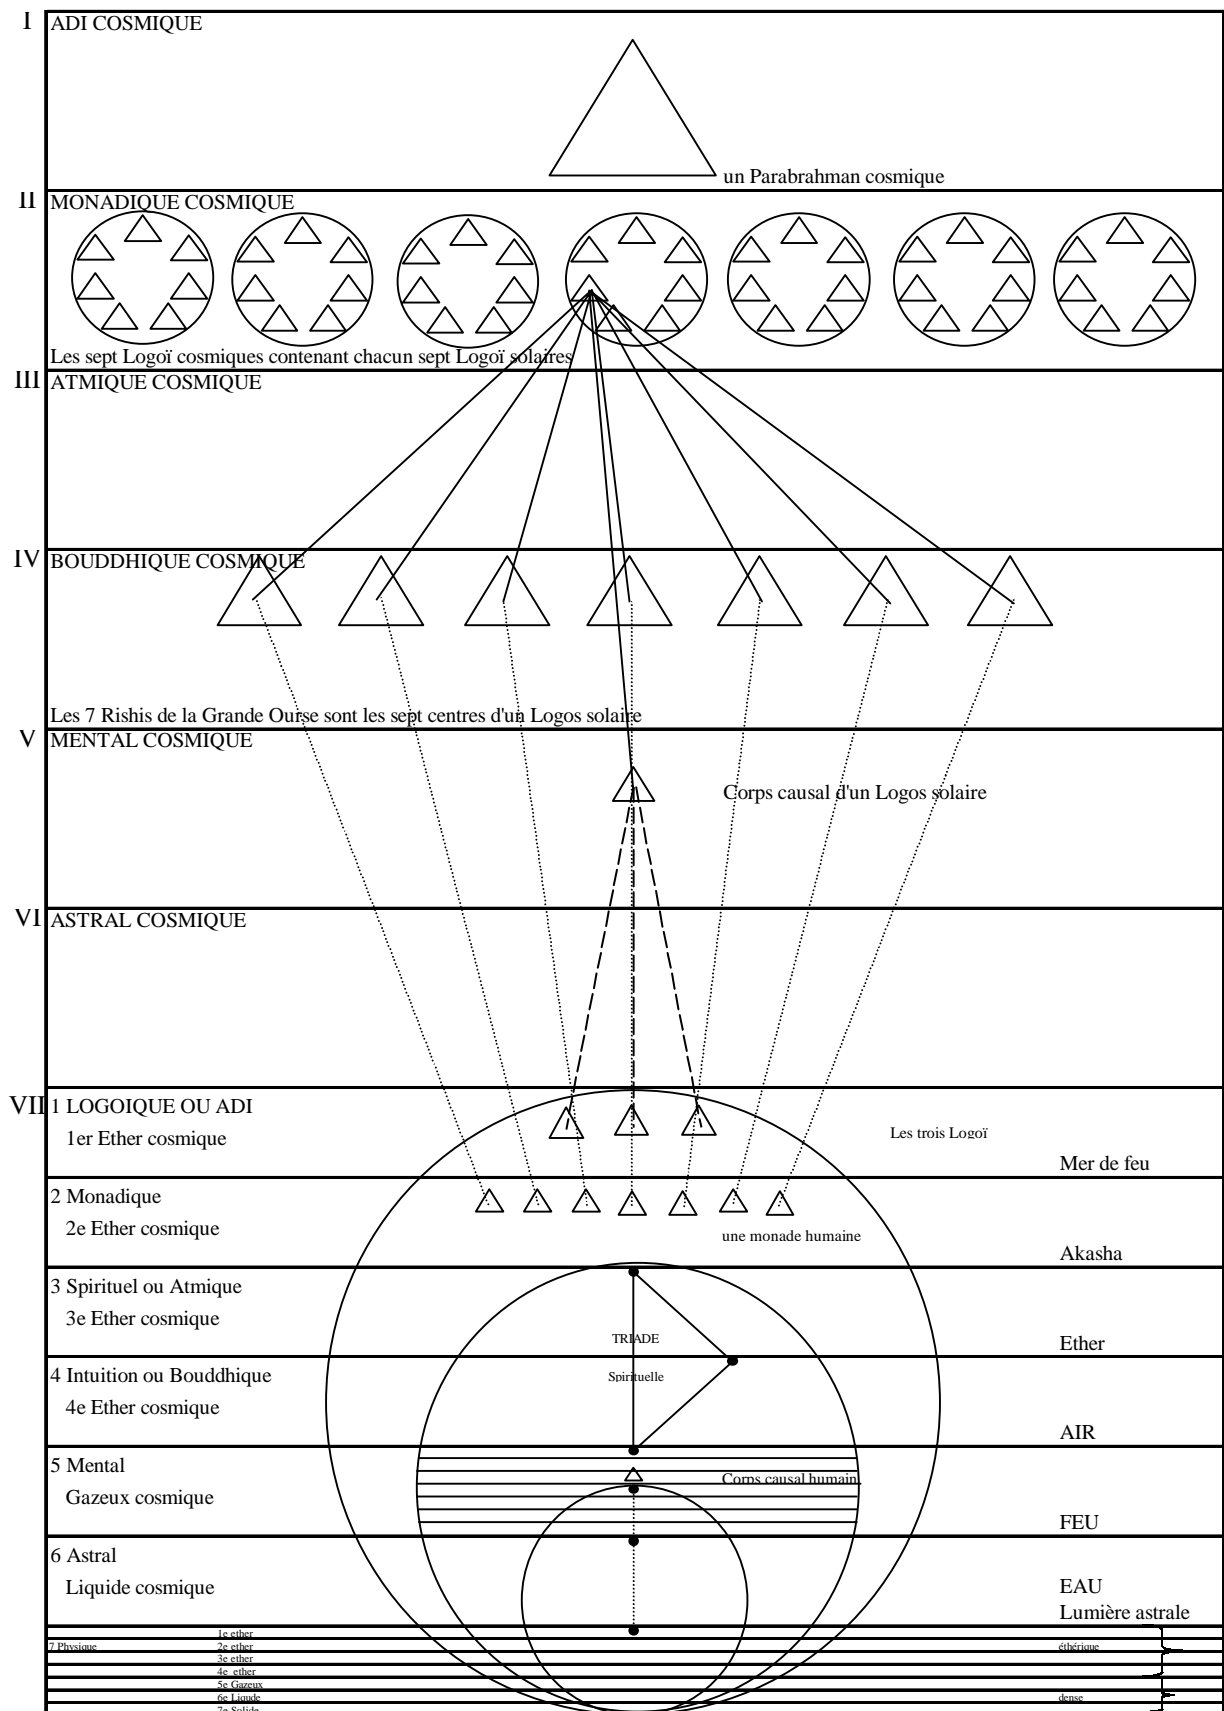 I
ADI COSMIQUE
un Parabrahman cosmique
II
MONADIQUE COSMIQUE
Les sept Logoï cosmiques contenant chacun sept Logoï solaires
III
ATMIQUE COSMIQUE
IV
BOUDDHIQUE COSMIQUE
Les 7 Rishis de la Grande Ourse sont les sept centres d'un Logos solaire
V
MENTAL COSMIQUE
Corps causal d'un Logos solaire
VI
ASTRAL COSMIQUE
VII
1 LOGOIQUE OU ADI
1er Ether cosmique
Les trois Logoï
Mer de feu
2 Monadique
2e Ether cosmique
une monade humaine
Akasha
3 Spirituel ou Atmique
3e Ether cosmique
TRIADE
Ether
4 Intuition ou Bouddhique
Spirituelle
4e Ether cosmique
AIR
5 Mental
Corps causal humain.
Gazeux cosmique
FEU
6 Astral
Liquide cosmique
EAU
Lumière astrale
1e ether
7 Physique
2e ether
éthérique
3e ether
4e ether
5e Gazeux
6e Liqude
dense
7e Solide